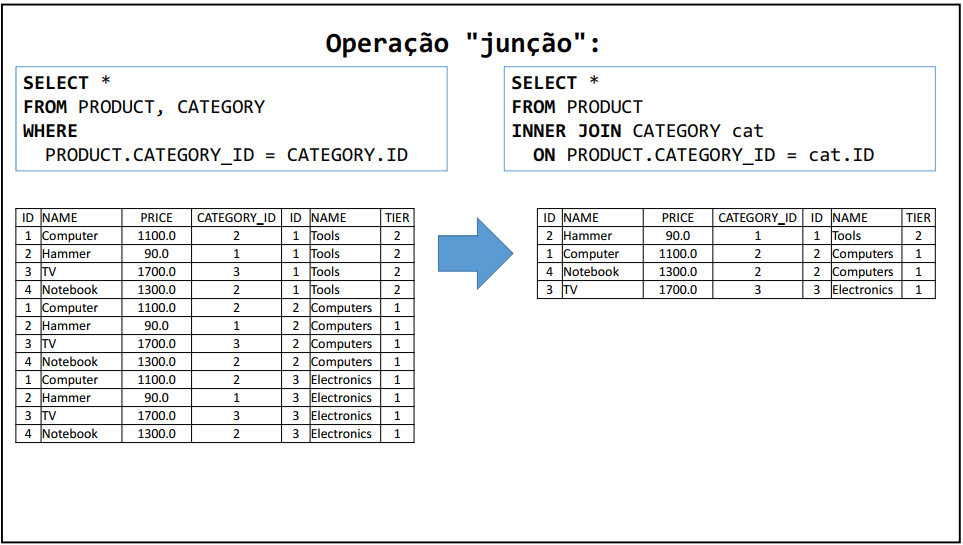 Operação "junção":
SELECT *
FROM PRODUCT, CATEGORY
WHERE
PRODUCT.CATEGORY_ID = CATEGORY.ID
SELECT *
FROM PRODUCT
INNER JOIN CATEGORY cat
ON PRODUCT.CATEGORY_ID = cat.ID
ID NAME PRICE CATEGORY_ID ID NAME TIER
1 Computer 1100.0 2 1 Tools 2
2 Hammer 90.0 1 1 Tools 2
3 TV 1700.0 3 1 Tools 2
4 Notebook 1300.0 2 1 Tools 2
1 Computer 1100.0 2 2 Computers 1
2 Hammer 90.0 1 2 Computers 1
3 TV 1700.0 3 2 Computers 1
4 Notebook 1300.0 2 2 Computers 1
1 Computer 1100.0 2 3 Electronics 1
2 Hammer 90.0 1 3 Electronics 1
3 TV 1700.0 3 3 Electronics 1
4 Notebook 1300.0 2 3 Electronics 1
ID NAME PRICE CATEGORY_ID ID NAME TIER
2 Hammer 90.0 1 1 Tools 2
1 Computer 1100.0 2 2 Computers 1
4 Notebook 1300.0 2 2 Computers 1
3 TV 1700.0 3 3 Electronics 1